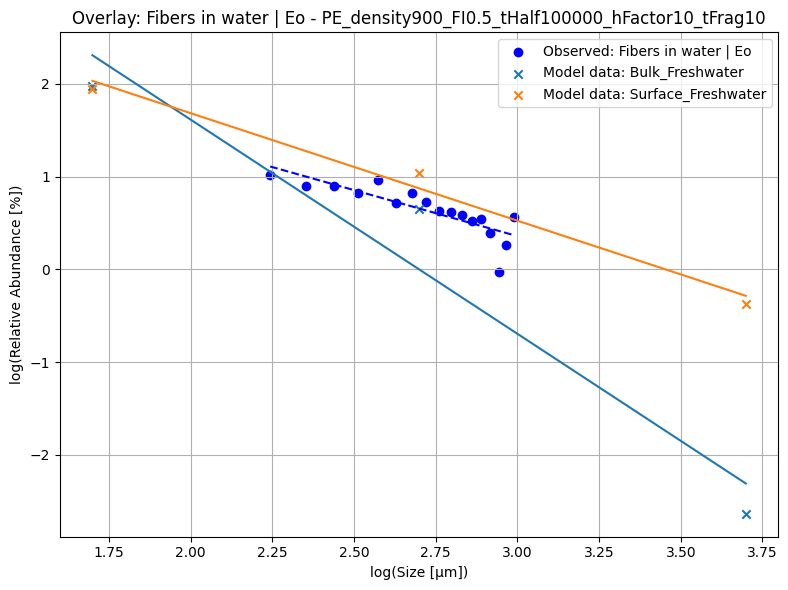 Overlay: Fibers in water | Eo - PE_density900_FI0.5_tHalf100000_hFactor10_tFrag10
Observed: Fibers in water | Eo
Model data: Bulk_Freshwater
Model data: Surface_Freshwater
log(Relative Abundance [%])
2
1
0
−1
−2
1.75
2.00
2.25
2.50
2.75
3.00
3.25
3.50
3.75
log(Size [µm])